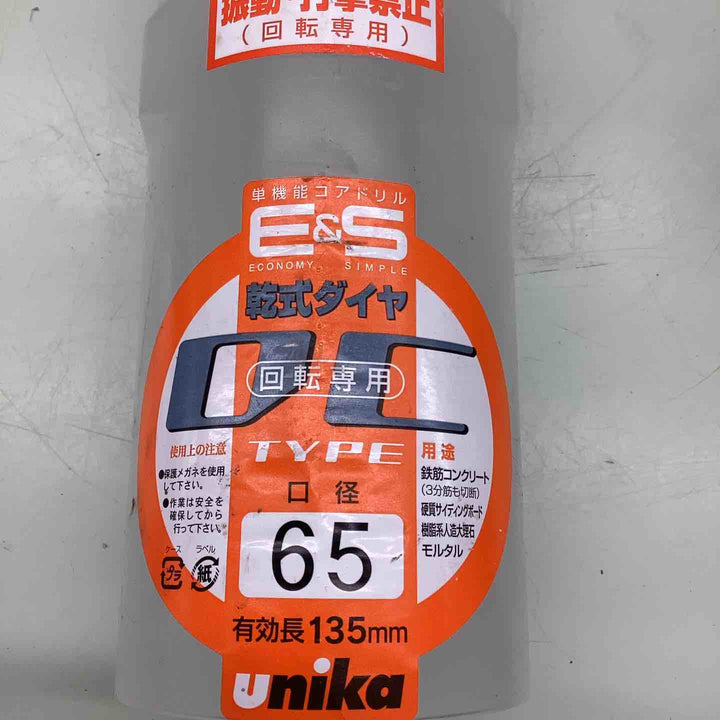 振動・打撃禁止
(回転専用)
単機能コアドリル
E&S
ECONOMY SIMPLE
乾式ダイヤ
DC
回転専用
TYPE
使用上の注意
●保護メガネを使用
して下さい。
●作業は安全を
確保してから
行って下さい。
ケース ラベル
プラ 紙
口径
65
有効長135mm
用途
鉄筋コンクリート
(3分筋も切断)
硬質サイディングボード
樹脂系人造大理石
モルタル
unika